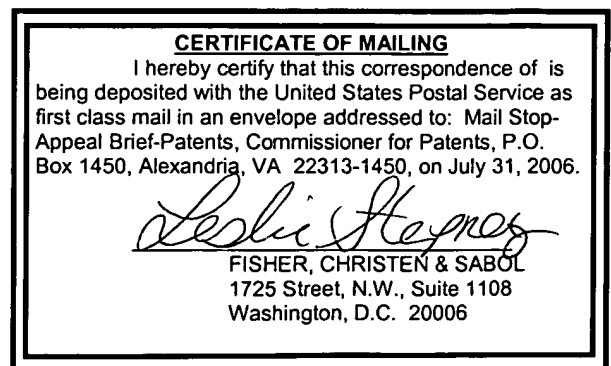 CERTIFICATE OF MAILING
I hereby certify that this correspondence of is
being deposited with the United States Postal Service as
first class mail in an envelope addressed to: Mail Stop-
Appeal Brief-Patents, Commissioner for Patents, P.O.
Box 1450, Alexandria, VA 22313-1450, on July 31, 2006.
Leslie
FISHER, CHRISTEN & SABOL
1725 Street, N.W., Suite 1108
Washington, D.C. 20006